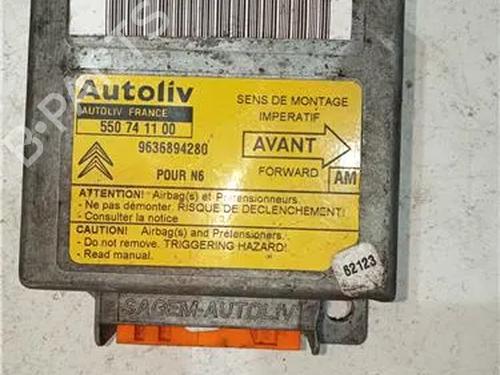 Autoliv
AUTOLIV FRANCE
550 74 11 00
9636894280
POUR N6
SENS DE MONTAGE
IMPERATIF
AVANT
FORWARD
AM
ATTENTION! Airbag(s) et Prétensionneurs
- Ne pas démonter. RISQUE DE DECLENCHEMENT!
- Consulter la notice
CAUTION! Airbag(s) and Pretensioners.
- Do not remove. TRIGGERING HAZARD!
- Read manual.
62123
SAGEM-AUTOLIV
B-PARTS